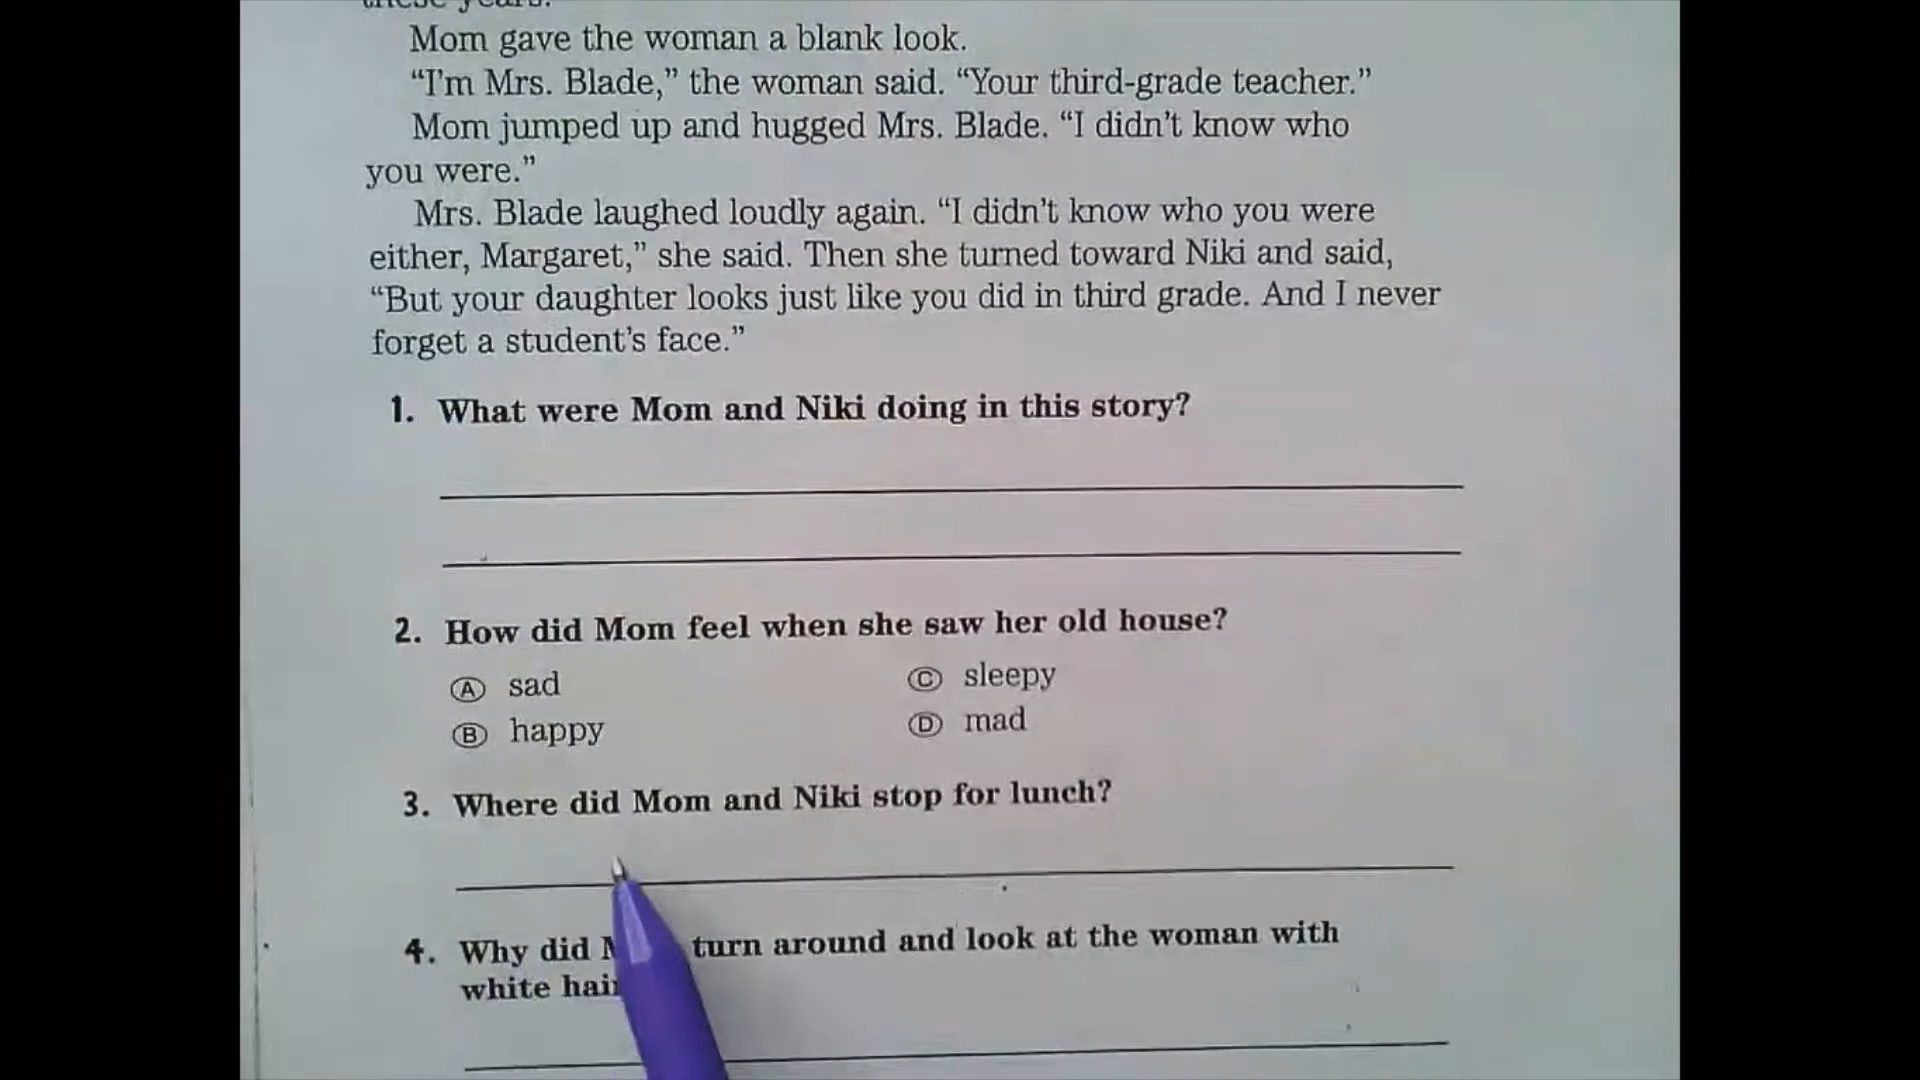 these years.
Mom gave the woman a blank look.
“I'm Mrs. Blade,” the woman said. “Your third-grade teacher.”
Mom jumped up and hugged Mrs. Blade. “I didn't know who
you were.”
Mrs. Blade laughed loudly again. “I didn't know who you were
either, Margaret,” she said. Then she turned toward Niki and said,
“But your daughter looks just like you did in third grade. And I never
forget a student's face.”
1. What were Mom and Niki doing in this story?
2. How did Mom feel when she saw her old house?
A sad
C sleepy
B happy
D mad
3. Where did Mom and Niki stop for lunch?
4. Why did turn around and look at the woman with
white